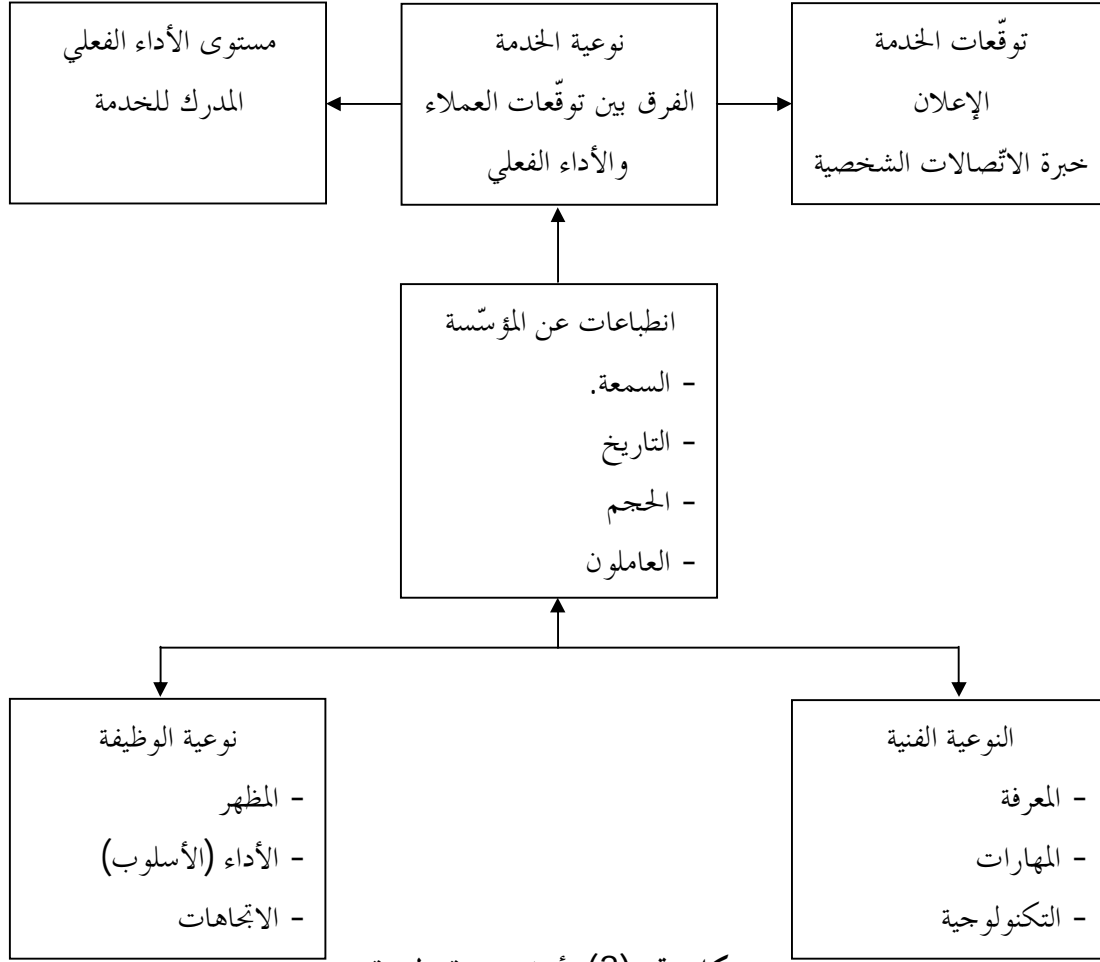 توقّعات الخدمة
الإعلان
خبرة الاتّصالات الشخصية
نوعية الخدمة
الفرق بين توقّعات العملاء
والأداء الفعلي
مستوى الأداء الفعلي
المدرك للخدمة
انطباعات عن المؤسّسة
- السمعة.
- التاريخ
- الحجم
- العاملون
النوعية الفنية
- المعرفة
- المهارات
- التكنولوجية
نوعية الوظيفة
- المظهر
- الأداء (الأسلوب)
- الاتجاهات
(2)